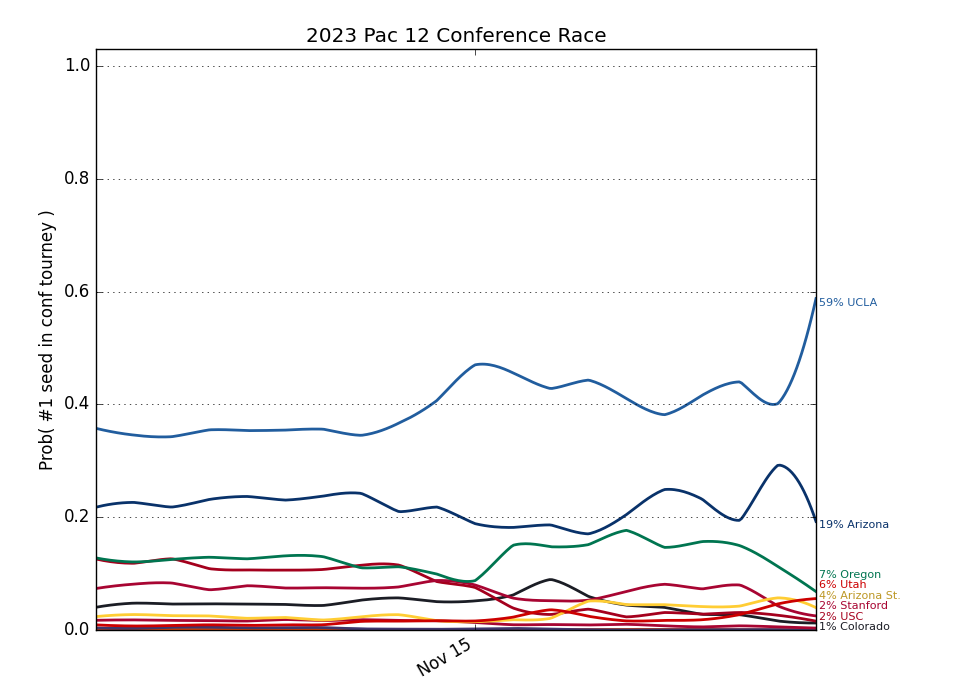 2023 Pac 12 Conference Race
1.0
0.8
0.6
0.4
0.2
0.0
Prob( #1 seed in conf tourney )
Nov 15
59% UCLA
19% Arizona
7% Oregon
6% Utah
4% Arizona St.
2% Stanford
2% USC
1% Colorado